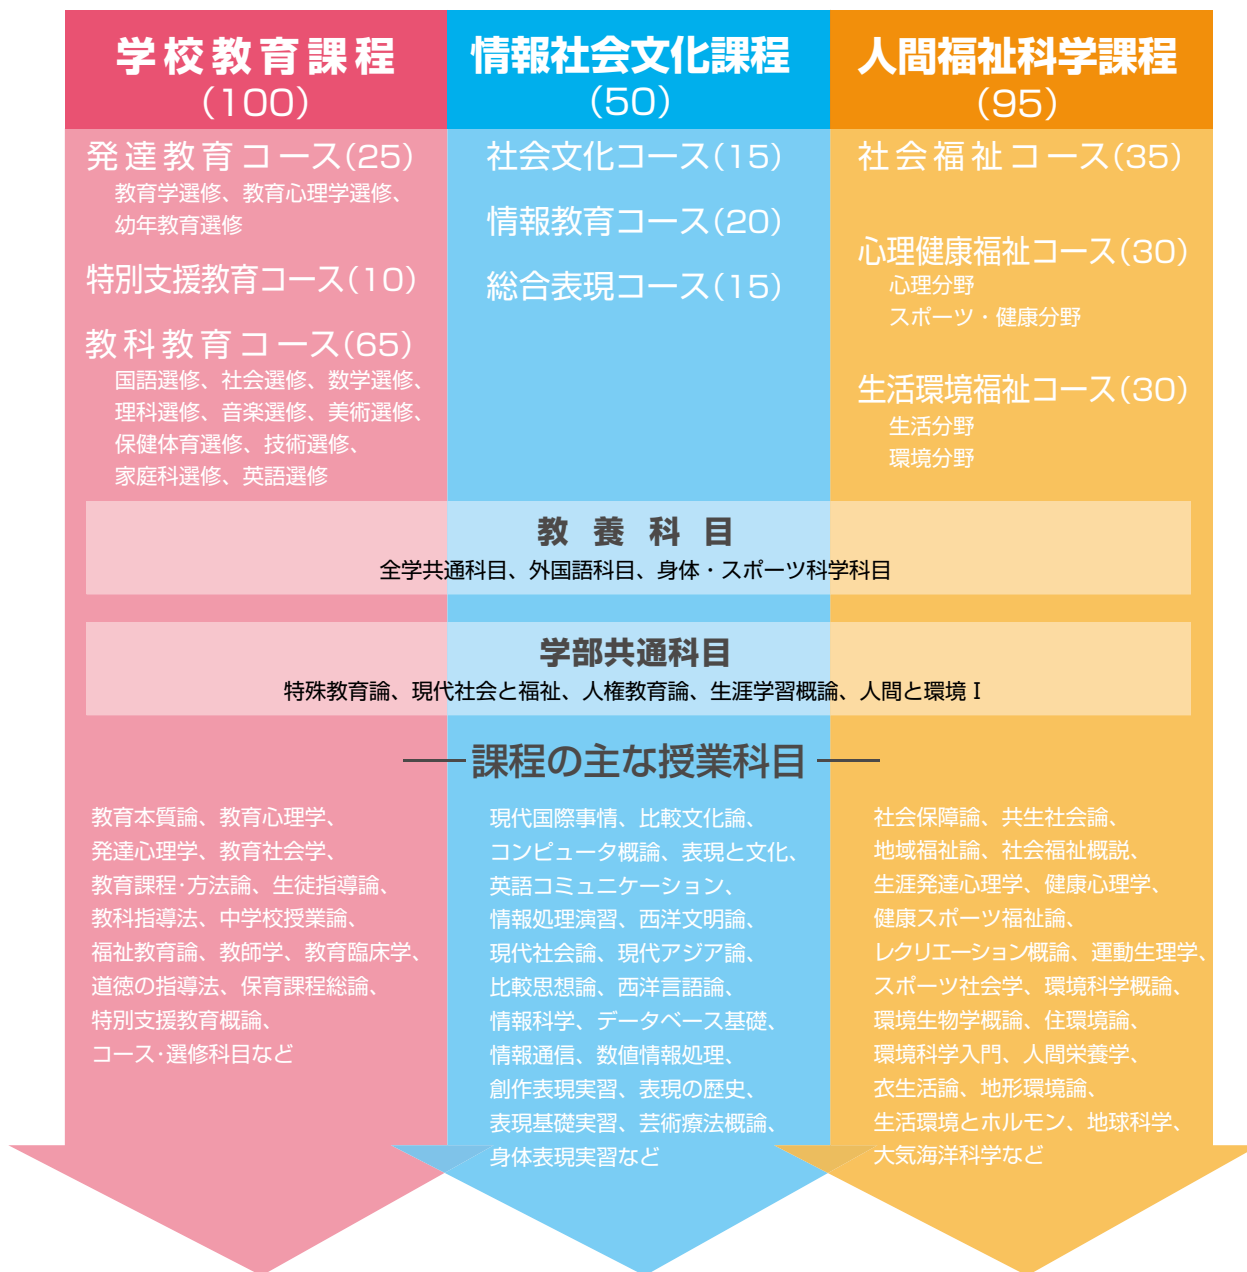 学校教育課程
(100)
発達教育コース(25)
教育学選修、教育心理学選修、
幼年教育選修
特別支援教育コース(10)
教科教育コース(65)
国語選修、社会選修、数学選修、
理科選修、音楽選修、美術選修、
保健体育選修、技術選修、
家庭科選修、英語選修
情報社会文化課程
(50)
社会文化コース(15)
情報教育コース(20)
総合表現コース(15)
人間福祉科学課程
(95)
社会福祉コース(35)
心理健康福祉コース(30)
心理分野
スポーツ・健康分野
生活環境福祉コース(30)
生活分野
環境分野
教養科目
全学共通科目、外国語科目、身体・スポーツ科学科目
学部共通科目
特殊教育論、現代社会と福祉、人権教育論、生涯学習概論、人間と環境Ⅰ
課程の主な授業科目
教育本質論、教育心理学、
発達心理学、教育社会学、
教育課程・方法論、生徒指導論、
教科指導法、中学校授業論、
福祉教育論、教師学、教育臨床学、
道徳の指導法、保育課程総論、
特別支援教育概論、
コース・選修科目など
現代国際事情、比較文化論、
コンピュータ概論、表現と文化、
英語コミュニケーション、
情報処理演習、西洋文明論、
現代社会論、現代アジア論、
比較思想論、西洋言語論、
情報科学、データベース基礎、
情報通信、数値情報処理、
創作表現実習、表現の歴史、
表現基礎実習、芸術療法概論、
身体表現実習など
社会保障論、共生社会論、
地域福祉論、社会福祉概説、
生涯発達心理学、健康心理学、
健康スポーツ福祉論、
レクリエーション概論、運動生理学、
スポーツ社会学、環境科学概論、
環境生物学概論、住環境論、
環境科学入門、人間栄養学、
衣生活論、地形環境論、
生活環境とホルモン、地球科学、
大気海洋科学など